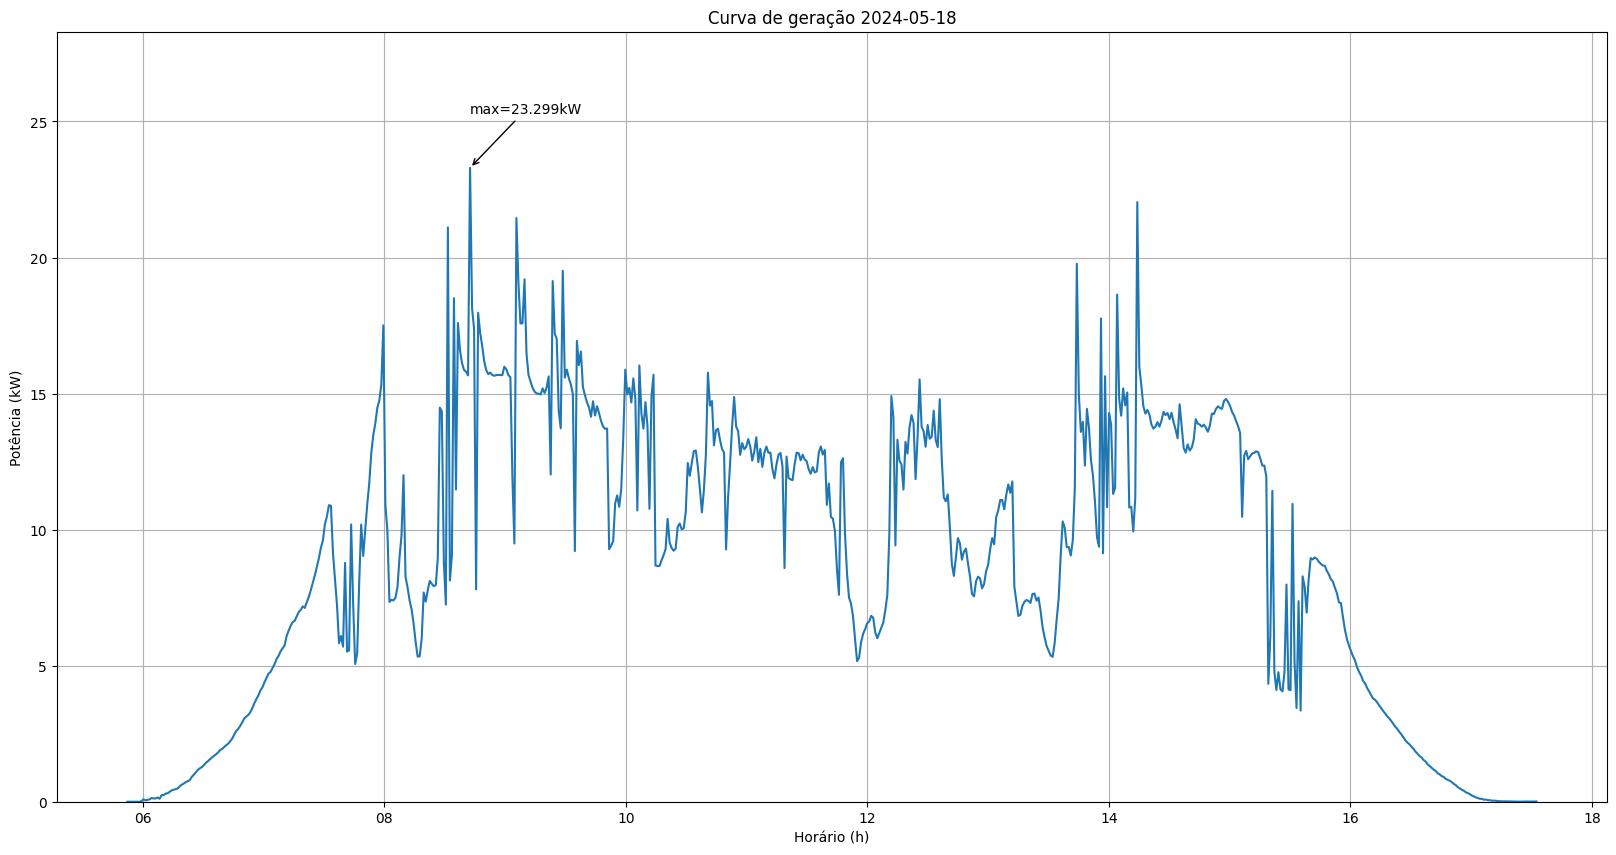 Curva de geração 2024-05-18
max=23.299kW
Potência (kW)
25
20
15
10
5
0
06 08 10 12 14 16 18
Horário (h)